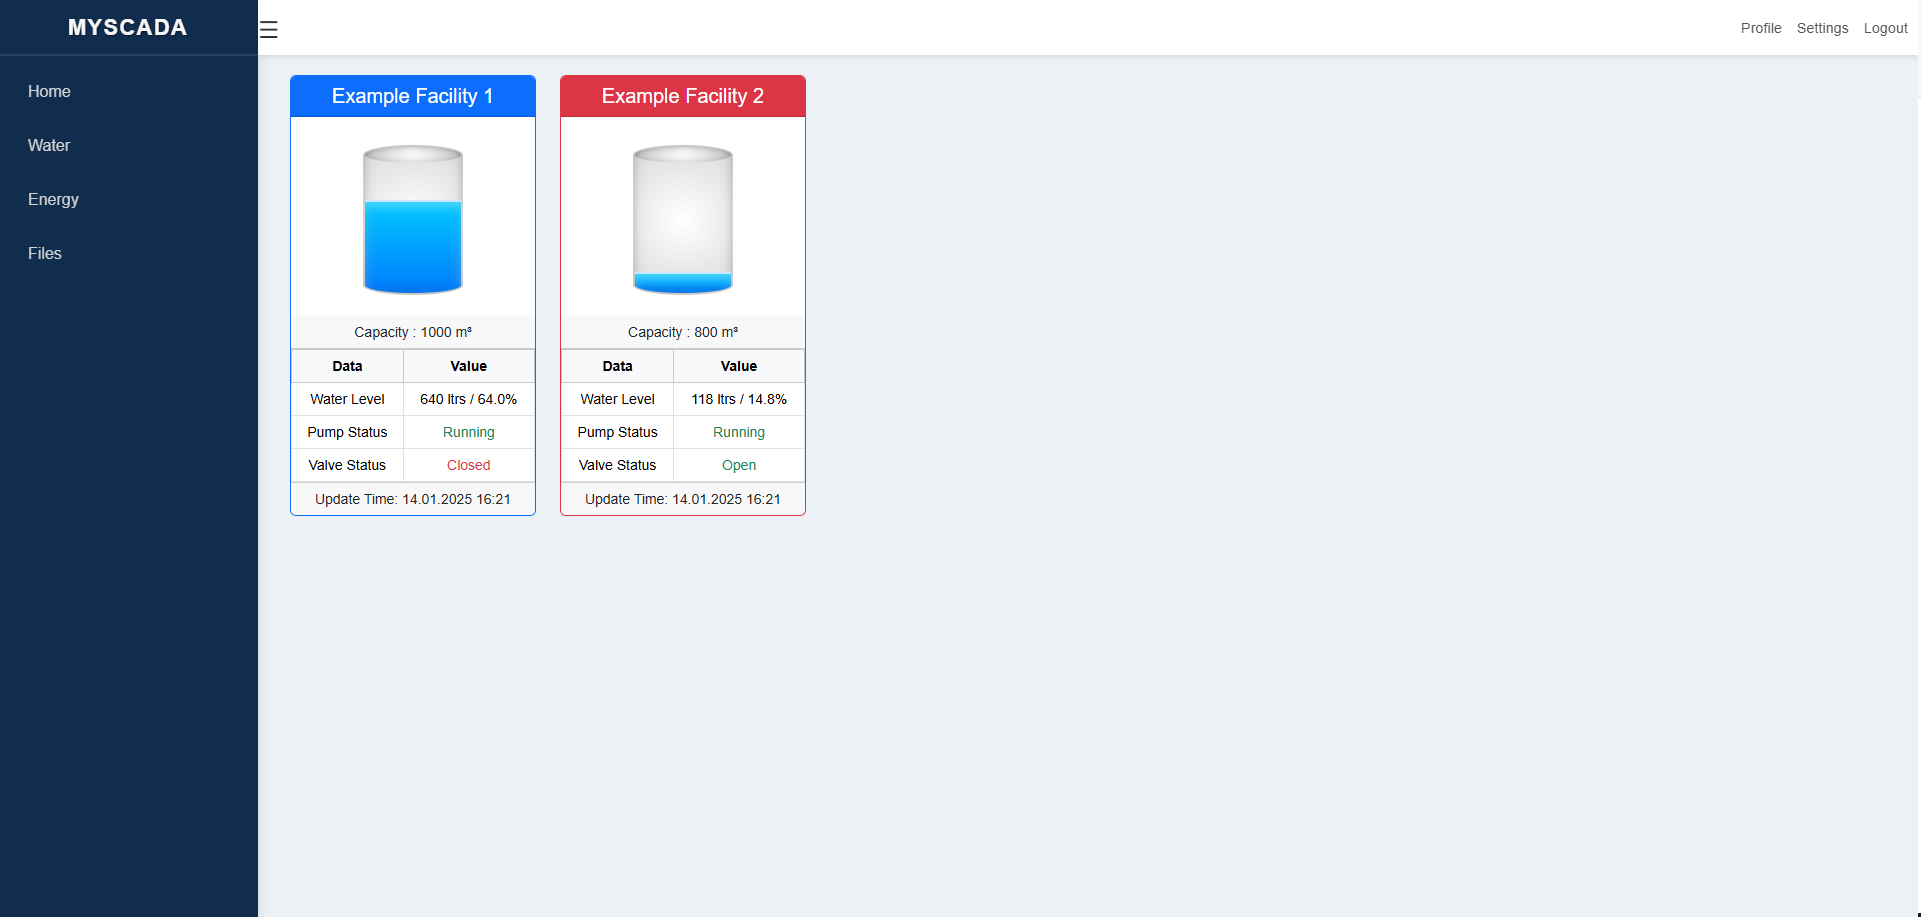 MYSCADA
☰
Profile Settings Logout
Home
Water
Energy
Files
Example Facility 1
Capacity : 1000 m³
Data Value
Water Level 640 ltrs / 64.0%
Pump Status Running
Valve Status Closed
Update Time: 14.01.2025 16:21
Example Facility 2
Capacity : 800 m³
Data Value
Water Level 118 ltrs / 14.8%
Pump Status Running
Valve Status Open
Update Time: 14.01.2025 16:21